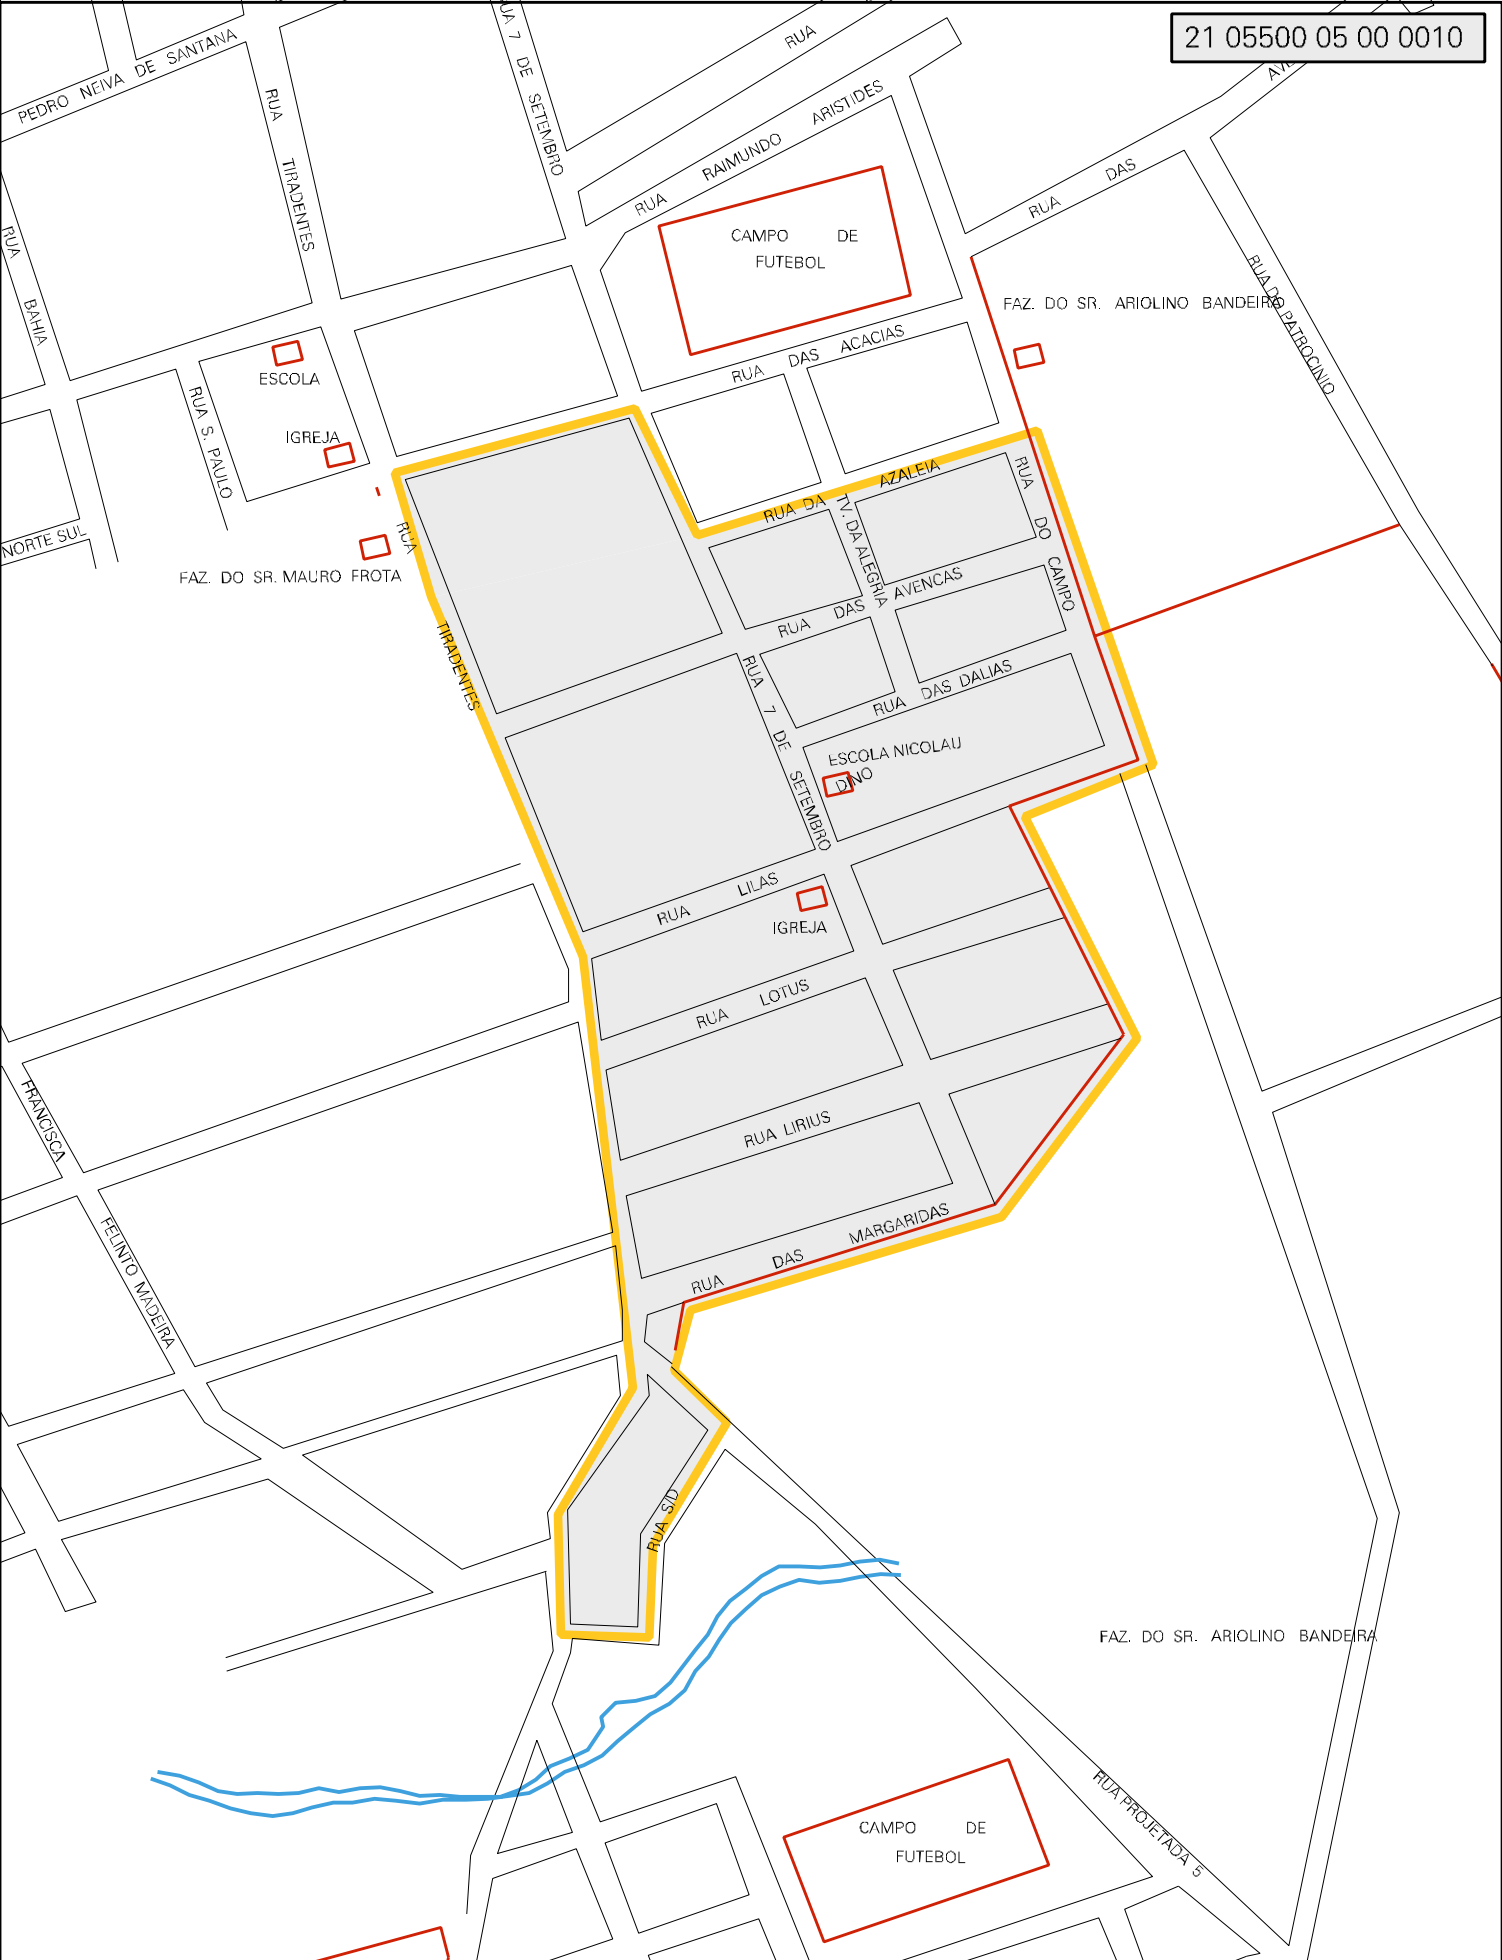 21 05500 05 00 0010
PEDRO NEIVA DE SANTANA
RUA TIRADENTES
RUA 7 DE SETEMBRO
RUA
RUA RAIMUNDO ARISTIDES
RUA DAS
RUA BAHIA
CAMPO DE
FUTEBOL
FAZ. DO SR. ARIOLINO BANDEIRA
RUA DO PATROCINIO
RUA DAS ACACIAS
ESCOLA
RUA S. PAULO
IGREJA
NORTE SUL
FAZ. DO SR. MAURO FROTA
RUA TIRADENTES
RUA DA AZALEIA
TV. DA ALEGRIA
RUA DO CAMPO
RUA DAS AVENCAS
RUA DAS DALIAS
RUA 7 DE SETEMBRO
ESCOLA NICOLAU
DINO
RUA LILAS
IGREJA
RUA LOTUS
RUA LIRIUS
FRANCISCA
FELINTO MADEIRA
RUA DAS MARGARIDAS
RUA S/D
FAZ. DO SR. ARIOLINO BANDEIRA
RUA PROJETADA 5
CAMPO DE
FUTEBOL